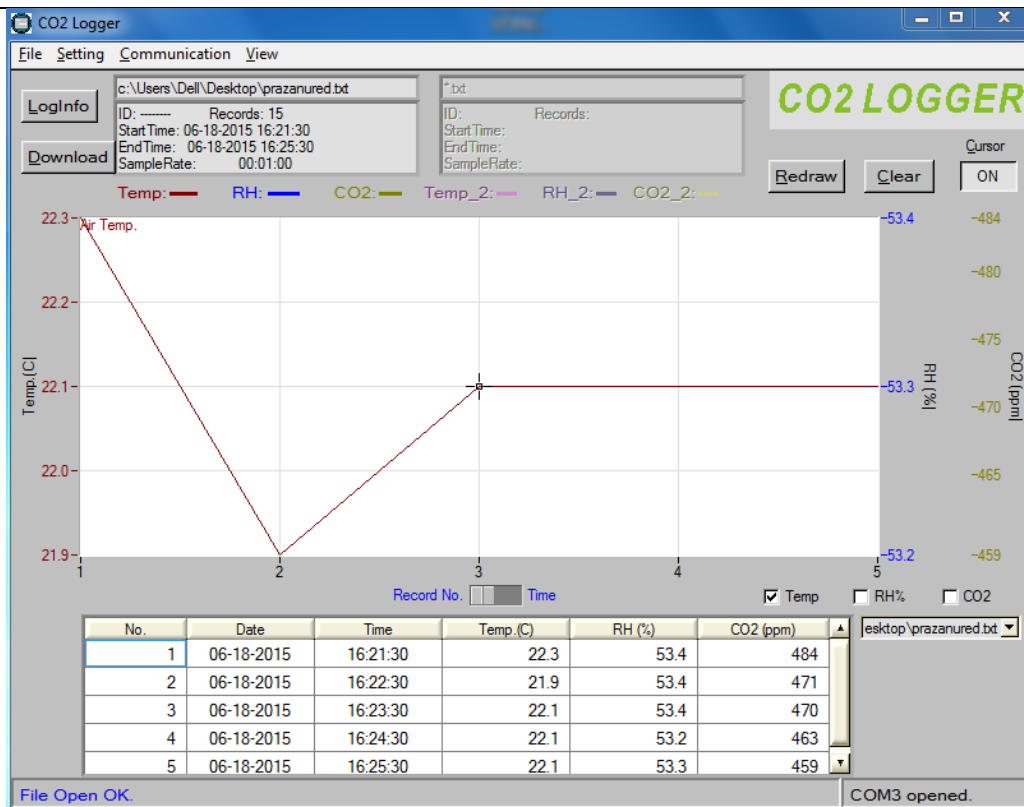 CO2 Logger
File Setting Communication View
LogInfo
Download
c:\Users\Dell\Desktop\prazanured.txt
ID: -------- Records: 15
StartTime: 06-18-2015 16:21:30
EndTime: 06-18-2015 16:25:30
SampleRate: 00:01:00
*.txt
ID: Records:
StartTime:
EndTime:
SampleRate:
CO2 LOGGER
Cursor
Redraw
Clear
ON
Temp: RH: CO2: Temp_2: RH_2: CO2_2:
Air Temp.
22.3
22.2
22.1
22.0
21.9
Temp.[C]
53.4
53.3
53.2
RH (%)
484
480
475
470
465
459
CO2 (ppm)
1 2 3 4 5
Record No. Time
Temp RH% CO2
No. Date Time Temp.(C) RH (%) CO2 (ppm)
1 06-18-2015 16:21:30 22.3 53.4 484
2 06-18-2015 16:22:30 21.9 53.4 471
3 06-18-2015 16:23:30 22.1 53.4 470
4 06-18-2015 16:24:30 22.1 53.2 463
5 06-18-2015 16:25:30 22.1 53.3 459
esktop\prazanured.txt
File Open OK.
COM3 opened.